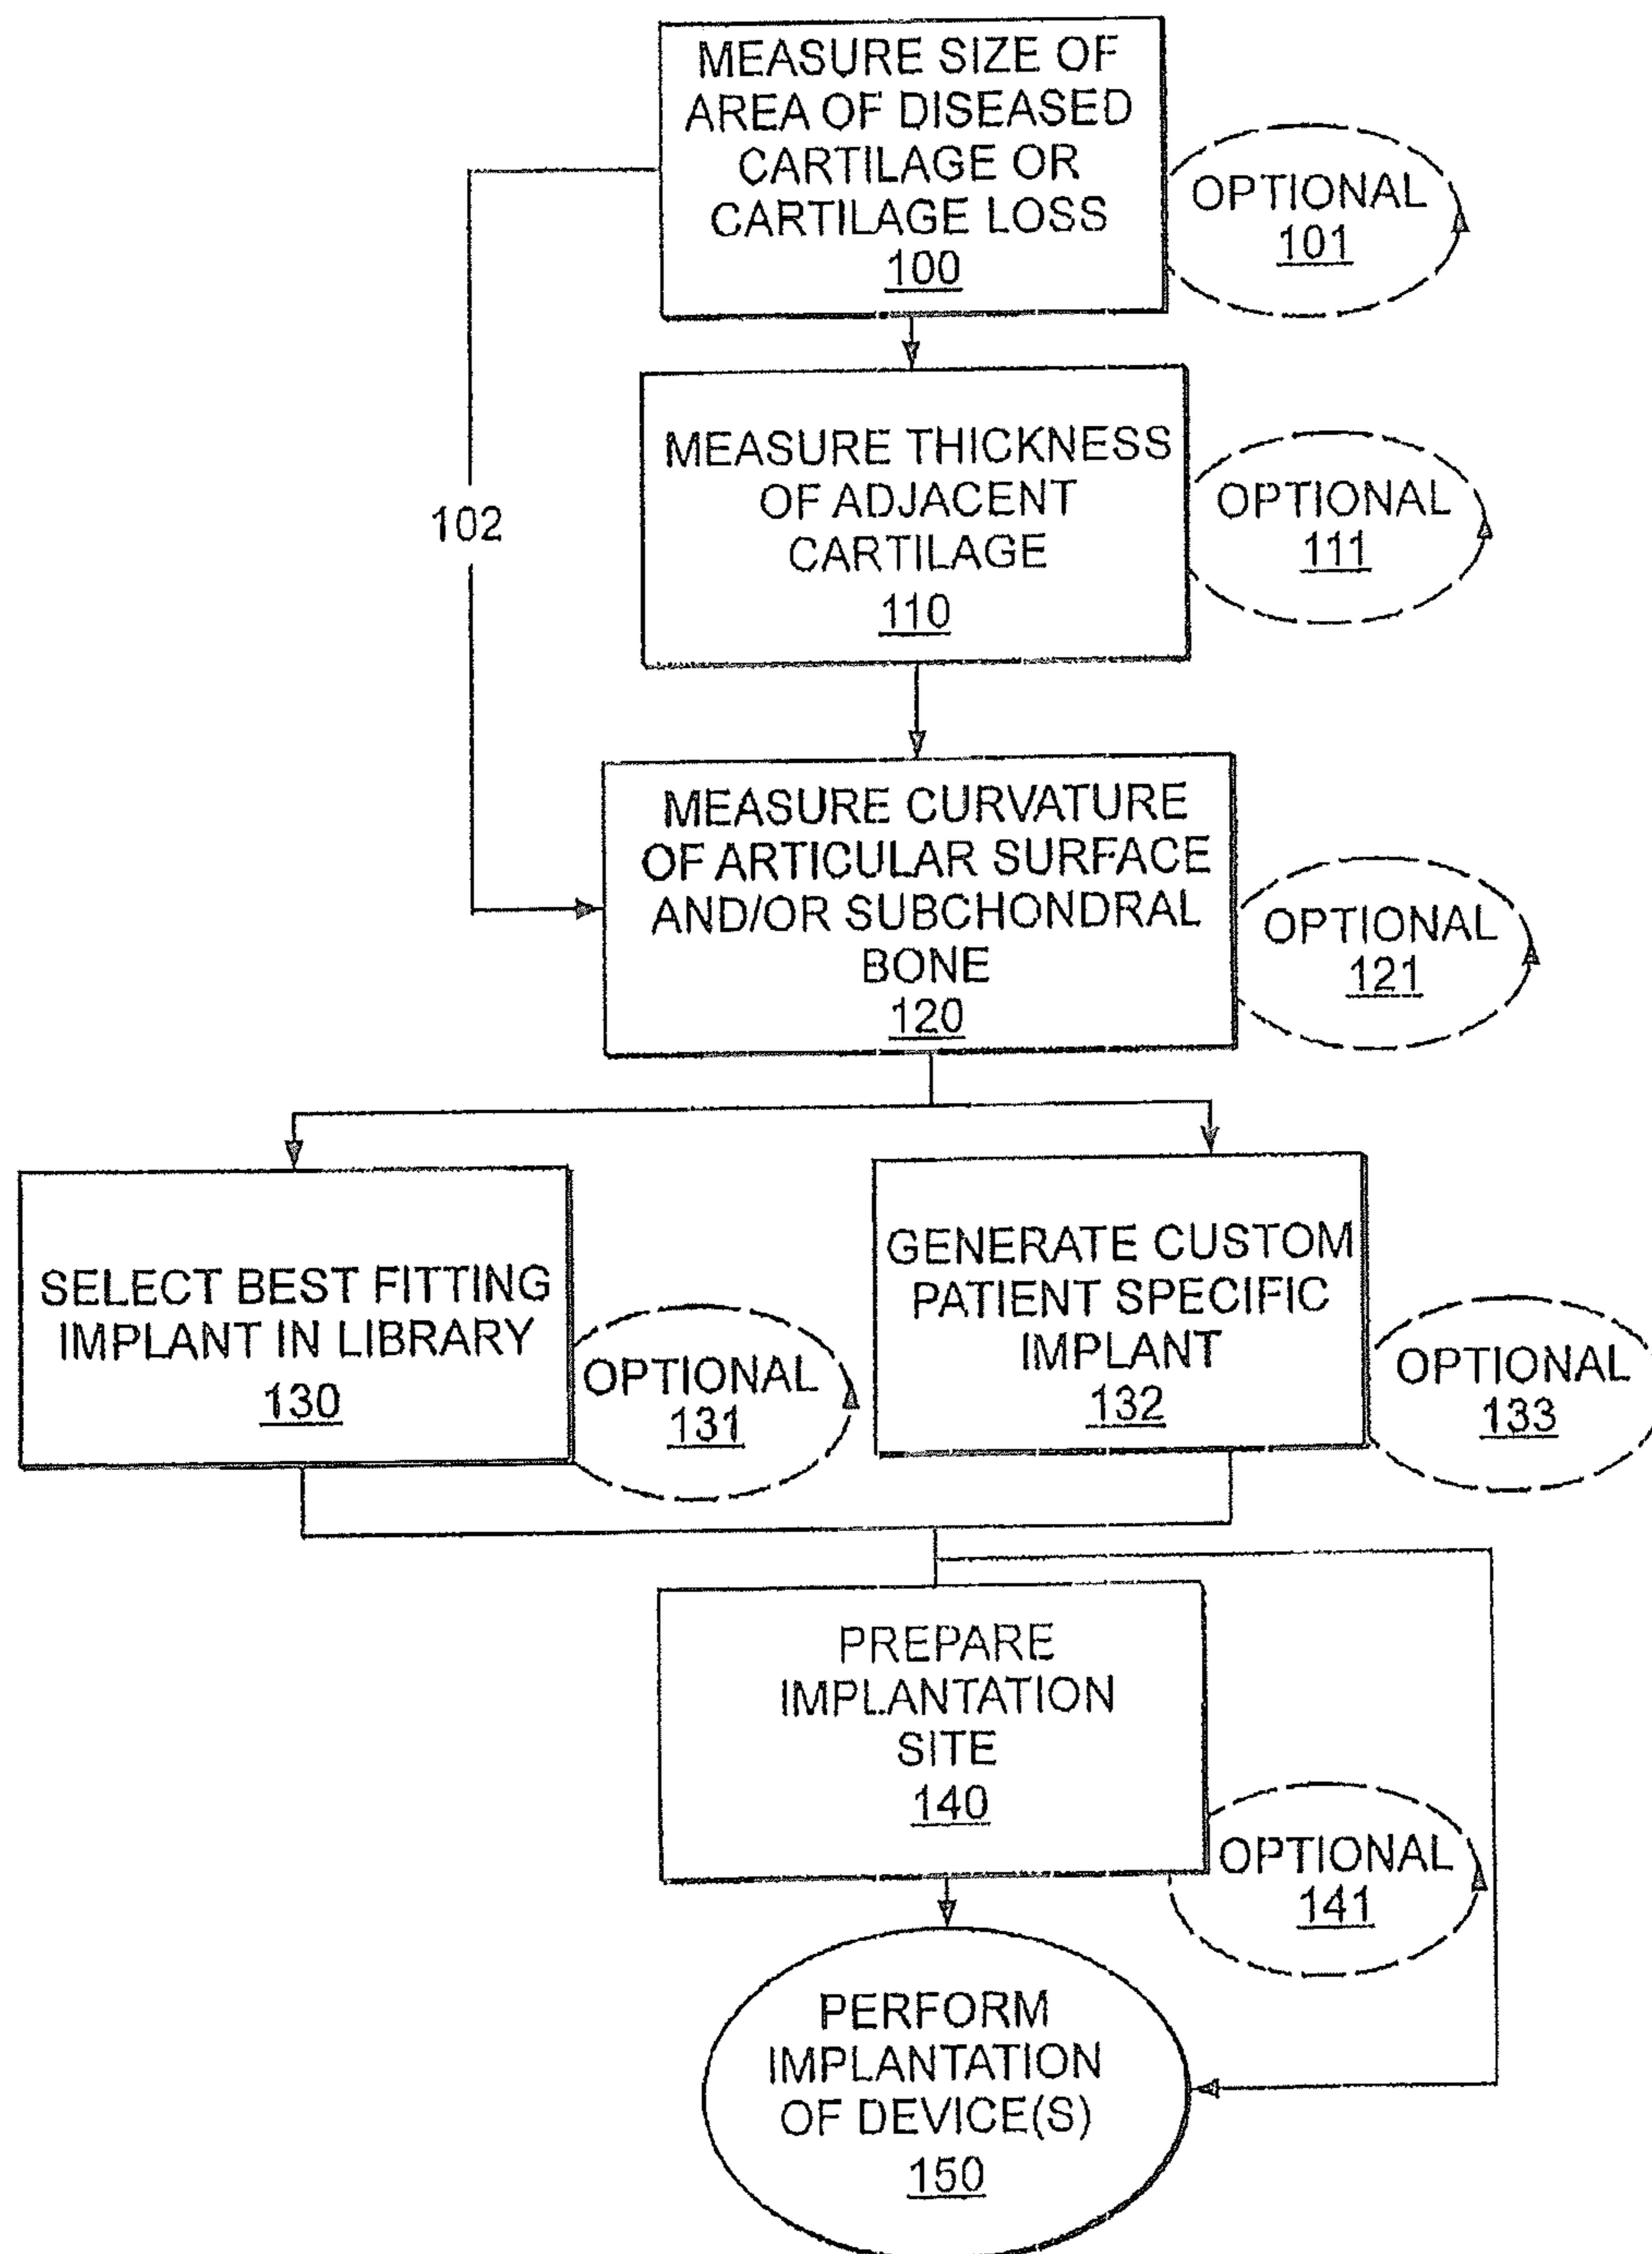 MEASURE SIZE OF
AREA OF DISEASED
CARTILAGE OR
CARTILAGE LOSS
100
OPTIONAL
101
102
MEASURE THICKNESS
OF ADJACENT
CARTILAGE
110
OPTIONAL
111
MEASURE CURVATURE
OF ARTICULAR SURFACE
AND/OR SUBCHONDRAL
BONE
120
OPTIONAL
121
SELECT BEST FITTING
IMPLANT IN LIBRARY
130
OPTIONAL
131
GENERATE CUSTOM
PATIENT SPECIFIC
IMPLANT
132
OPTIONAL
133
PREPARE
IMPLANTATION
SITE
140
OPTIONAL
141
PERFORM
IMPLANTATION
OF DEVICE(S)
150